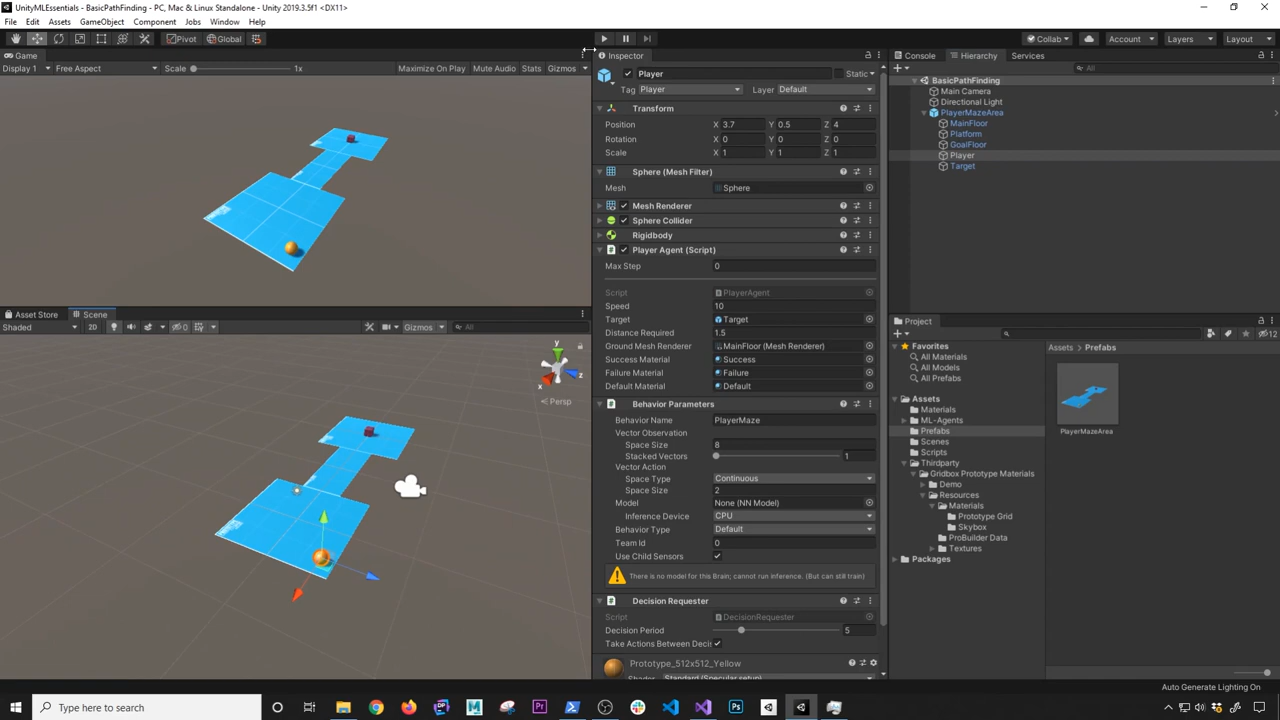 UnityMLEssentials - BasicPathFinding - PC, Mac & Linux Standalone - Unity 2019.3.5f1 <DX11>
File Edit Assets GameObject Component Jobs Window Help
Pivot Global Collab Account Layers Layout
Game
Display 1 Free Aspect Scale 1x Maximize On Play Mute Audio Stats Gizmos
Asset Store Scene
Shaded 2D 0 Gizmos All
y
x
z
Persp
Inspector
Player Static
Tag Player Layer Default
Transform
Position X 3.7 Y 0.5 Z 4
Rotation X 0 Y 0 Z 0
Scale X 1 Y 1 Z 1
Sphere (Mesh Filter)
Mesh Sphere
Mesh Renderer
Sphere Collider
Rigidbody
Player Agent (Script)
Max Step 0
Script PlayerAgent
Speed 10
Target Target
Distance Required 1.5
Ground Mesh Renderer MainFloor (Mesh Renderer)
Success Material Success
Failure Material Failure
Default Material Default
Behavior Parameters
Behavior Name PlayerMaze
Vector Observation
Space Size 8
Stacked Vectors 1
Vector Action
Space Type Continuous
Space Size 2
Model None (NN Model)
Inference Device CPU
Behavior Type Default
Team Id 0
Use Child Sensors
There is no model for this Brain; cannot run inference. (But can still train)
Decision Requester
Script DecisionRequester
Decision Period 5
Take Actions Between Decis
Prototype_512x512_Yellow
Shader Standard (Specular setup)
Console Hierarchy Services
All
BasicPathFinding
Main Camera
Directional Light
PlayerMazeArea
MainFloor
Platform
GoalFloor
Player
Target
Project
12
Favorites
All Materials
All Models
All Prefabs
Assets
Materials
ML-Agents
Prefabs
Scenes
Scripts
Thirdparty
Gridbox Prototype Materials
Demo
Resources
Materials
Prototype Grid
Skybox
ProBuilder Data
Textures
Packages
Assets Prefabs
PlayerMazeArea
Auto Generate Lighting On
Type here to search